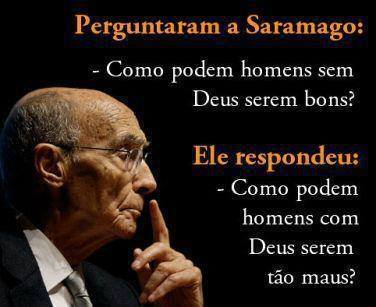 Perguntaram a Saramago:
- Como podem homens sem
Deus serem bons?
Ele respondeu:
- Como podem
homens com
Deus serem
tão maus?